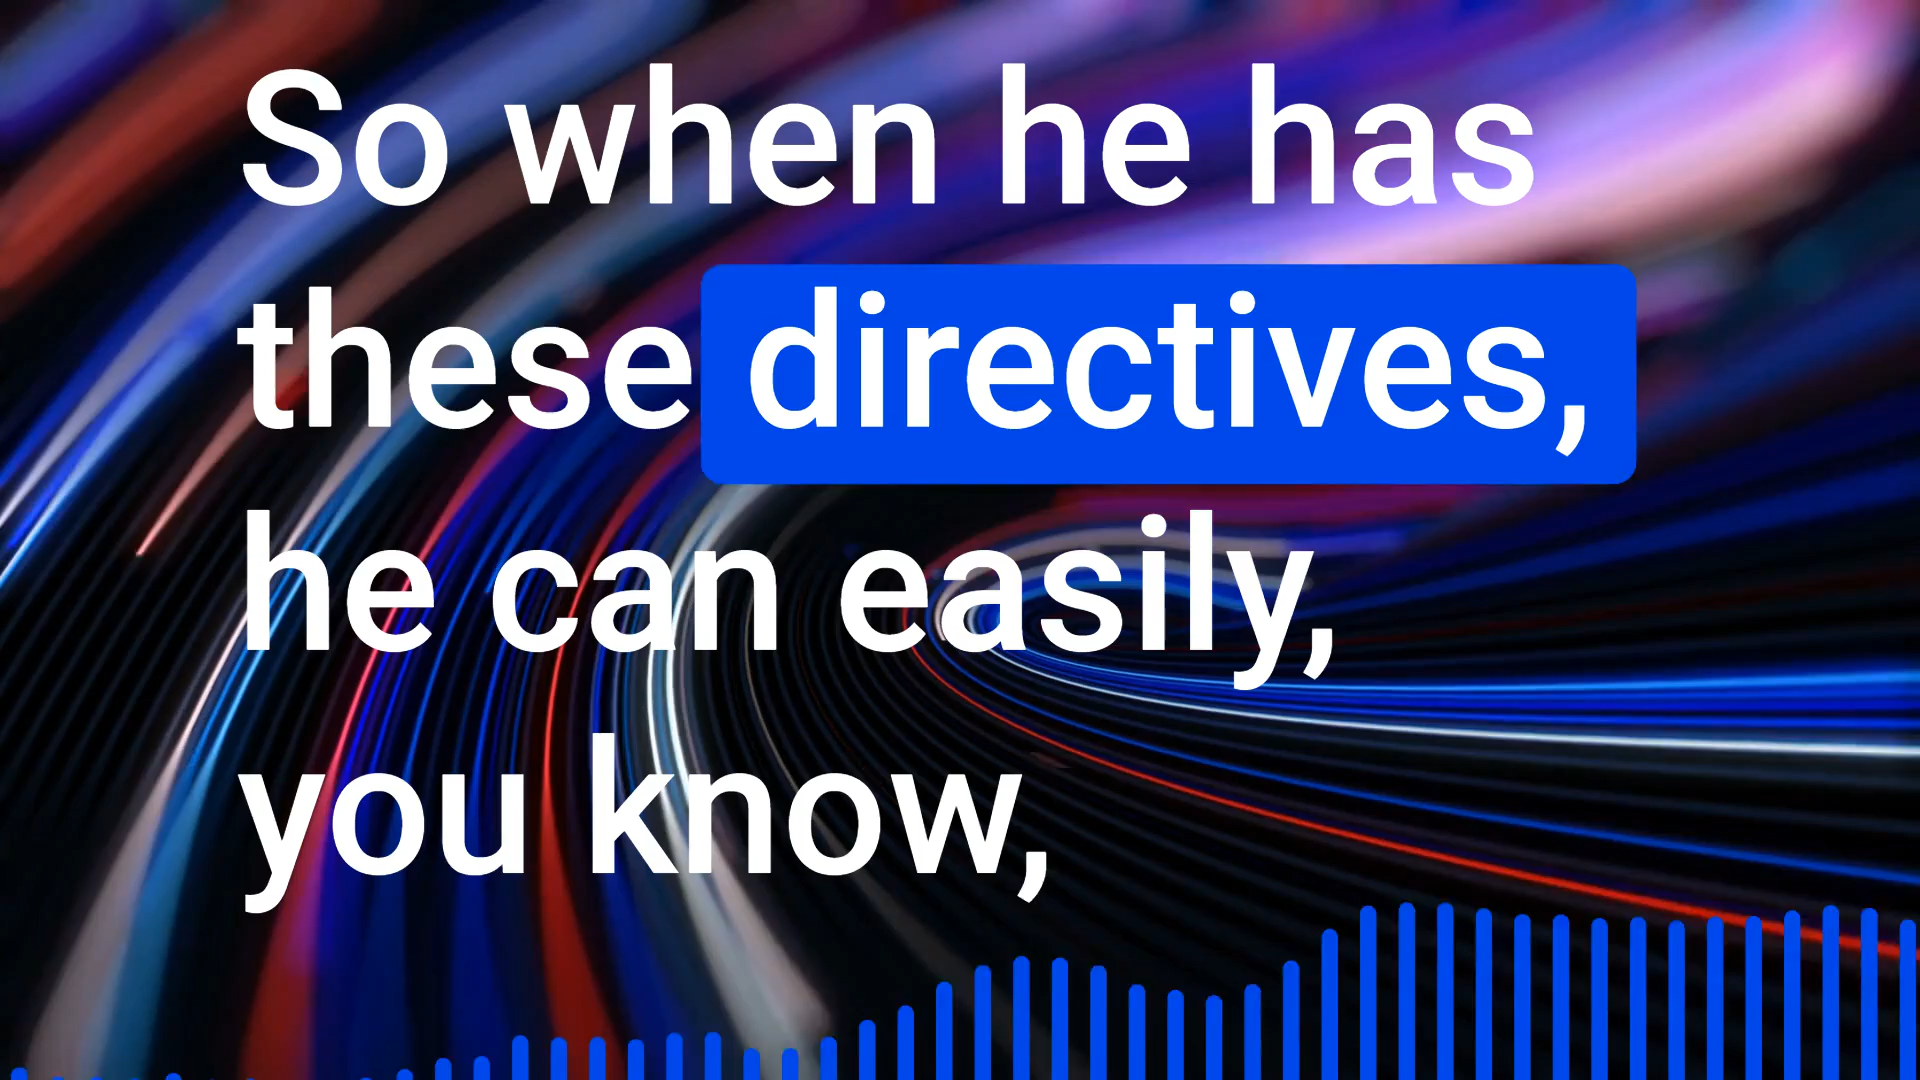 So when he has
these directives,
he can easily,
you know,